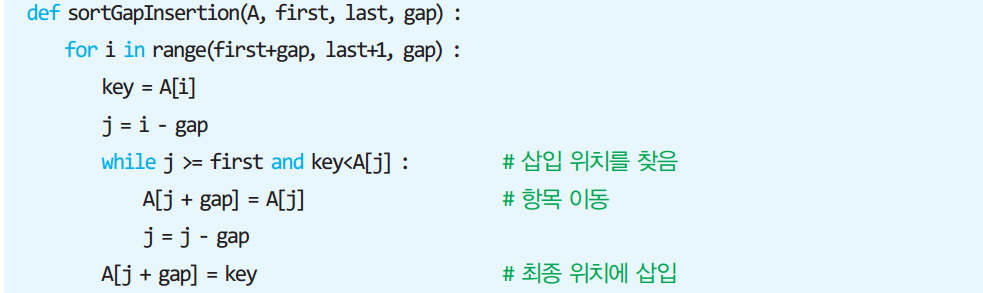 def sortGapInsertion(A, first, last, gap) :
for i in range(first+gap, last+1, gap) :
key = A[i]
j = i - gap
while j >= first and key<A[j] : # 삽입 위치를 찾음
A[j + gap] = A[j] # 항목 이동
j = j - gap
A[j + gap] = key # 최종 위치에 삽입